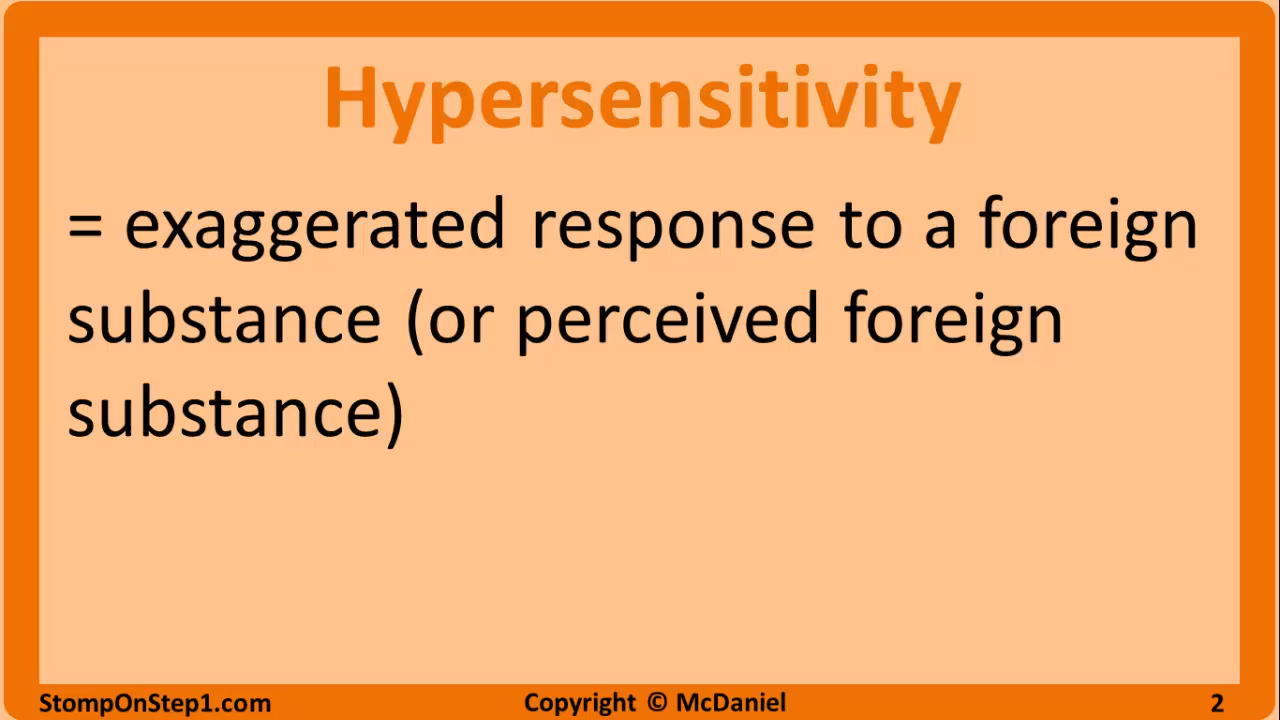 Hypersensitivity
= exaggerated response to a foreign
substance (or perceived foreign
substance)
StompOnStep1.com Copyright © McDaniel 2